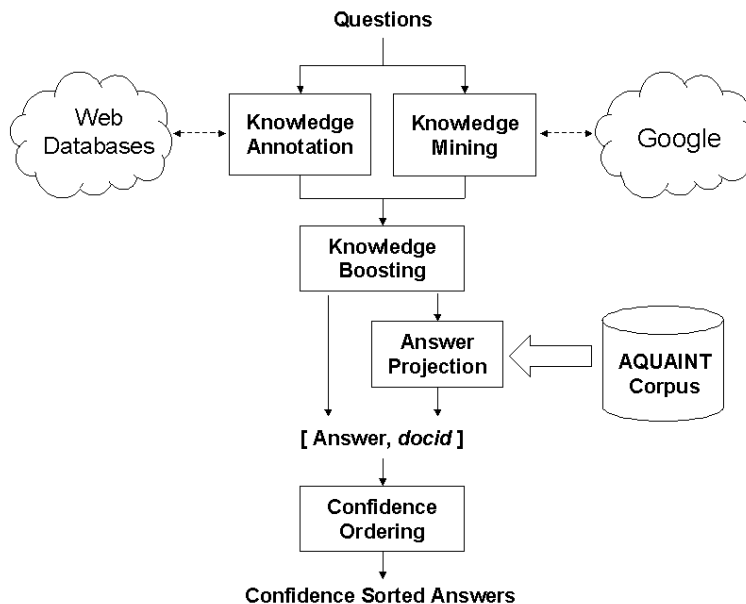 Questions
Web
Databases
Knowledge
Annotation
Knowledge
Mining
Google
Knowledge
Boosting
Answer
Projection
AQUAINT
Corpus
[ Answer, docid ]
Confidence
Ordering
Confidence Sorted Answers